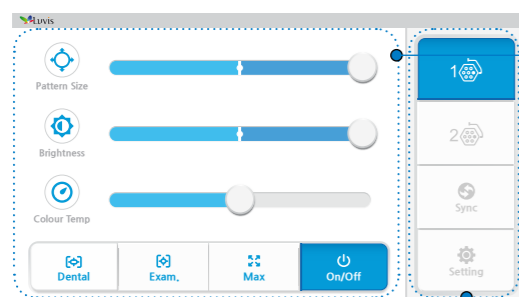 Luvis
Pattern Size
Brightness
Colour Temp
Dental
Exam.
Max
On/Off
1
2
Sync
Setting